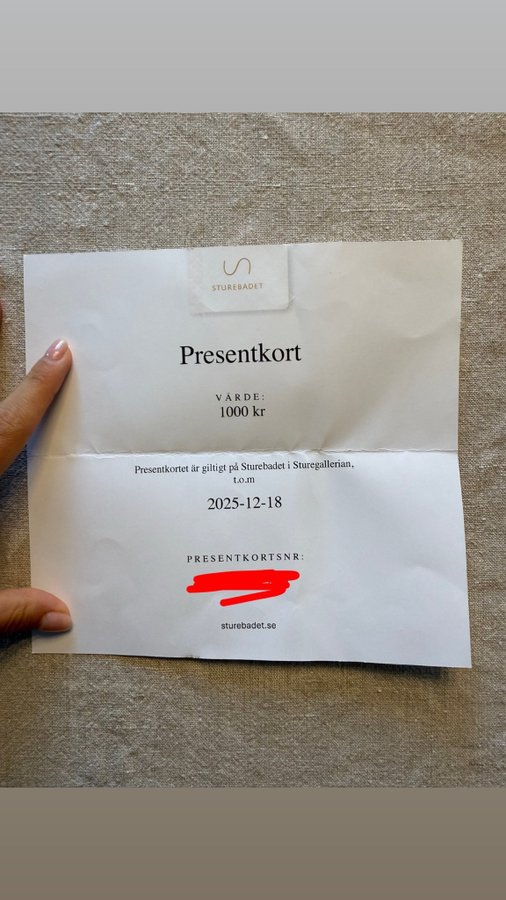 STUREBADET
Presentkort
VÄRDE:
1000 kr
Presentkortet är giltigt på Sturebadet i Sturegallerian,
t.o.m
2025-12-18
PRESENTKORTSNR:
sturebadet.se